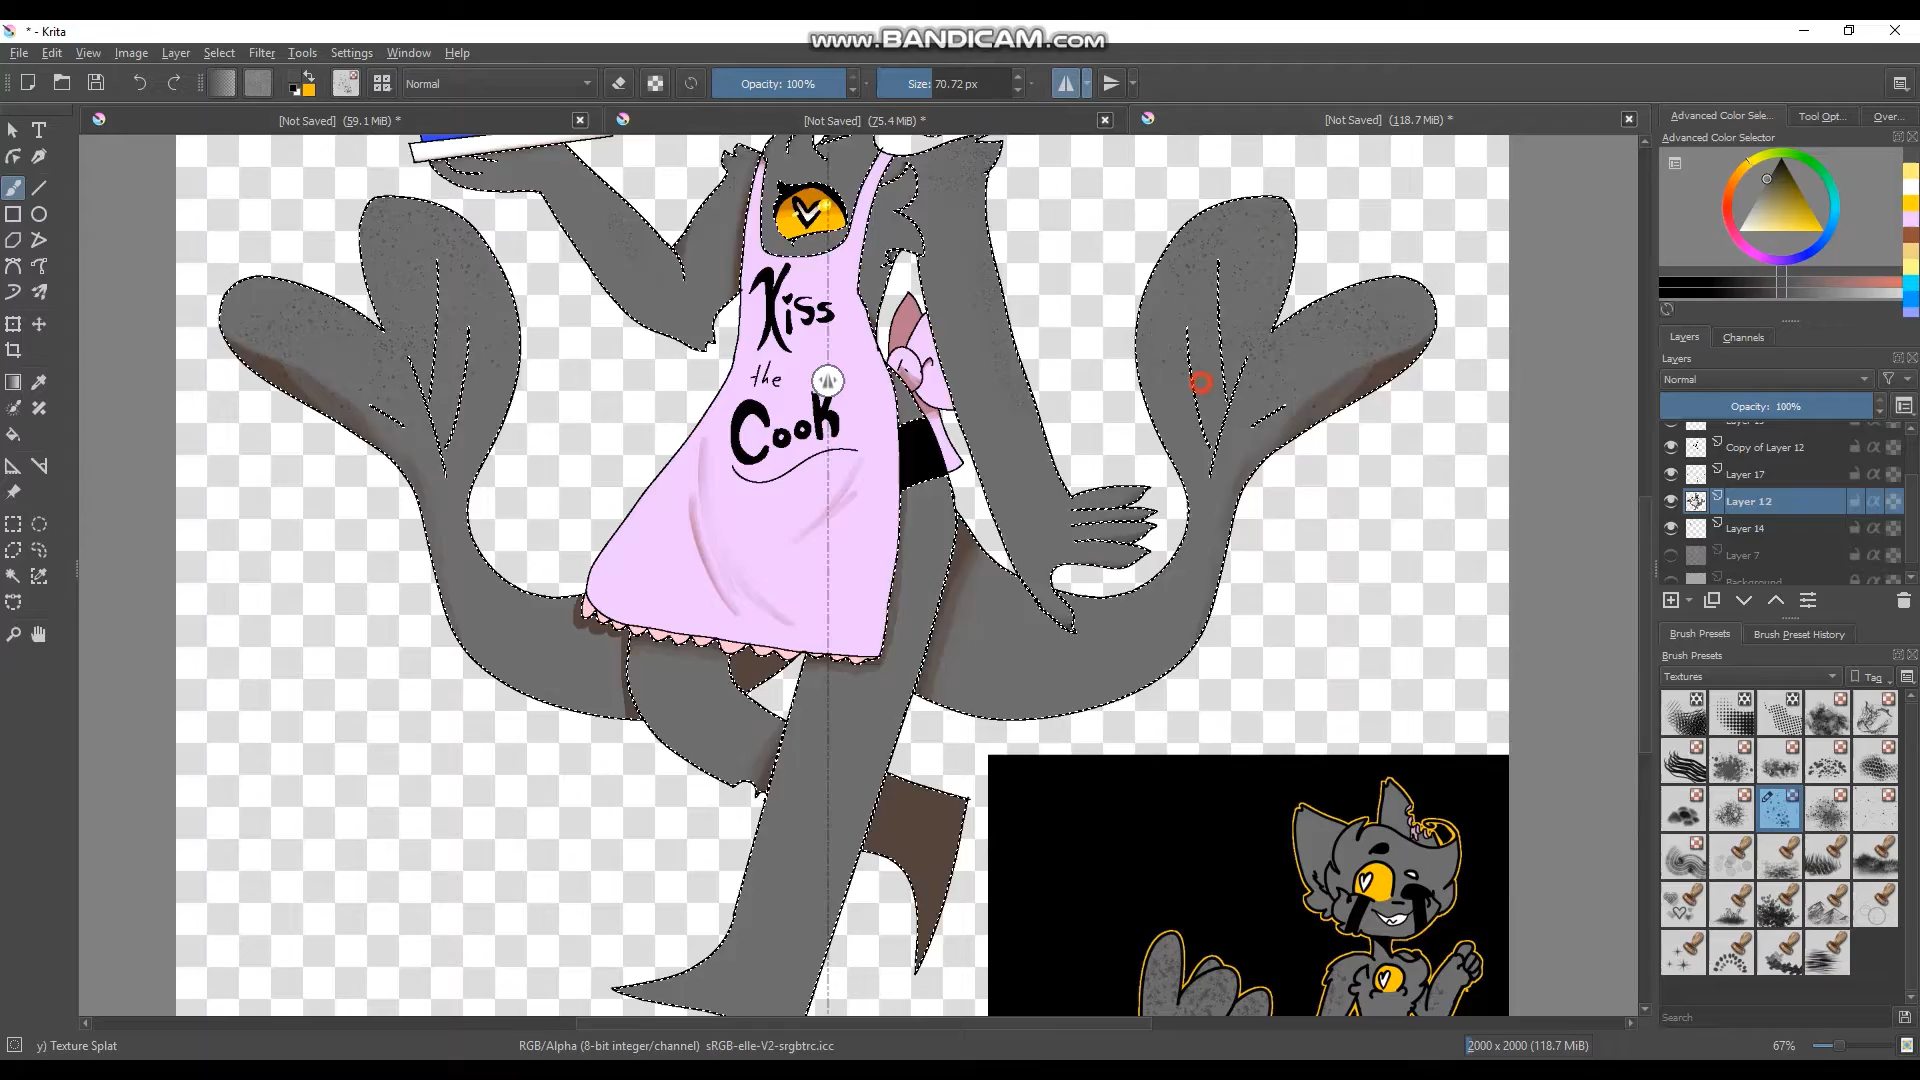 * - Krita
www.BANDICAM.com
File Edit View Image Layer Select Filter Tools Settings Window Help
Normal
Opacity: 100%
Size: 70.72 px
[Not Saved] (59.1 MiB) *
[Not Saved] (75.4 MiB) *
[Not Saved] (118.7 MiB) *
Advanced Color Sele...
Tool Opt...
Over...
Advanced Color Selector
Kiss
the
Cook
Layers
Channels
Layers
Normal
Opacity: 100%
Copy of Layer 12
Layer 17
Layer 12
Layer 14
Layer 7
Background
Brush Presets
Brush Preset History
Brush Presets
Textures
Tag
Search
y) Texture Splat
RGB/Alpha (8-bit integer/channel) sRGB-elle-V2-srgbtrc.icc
2000 x 2000 (118.7 MiB)
67%